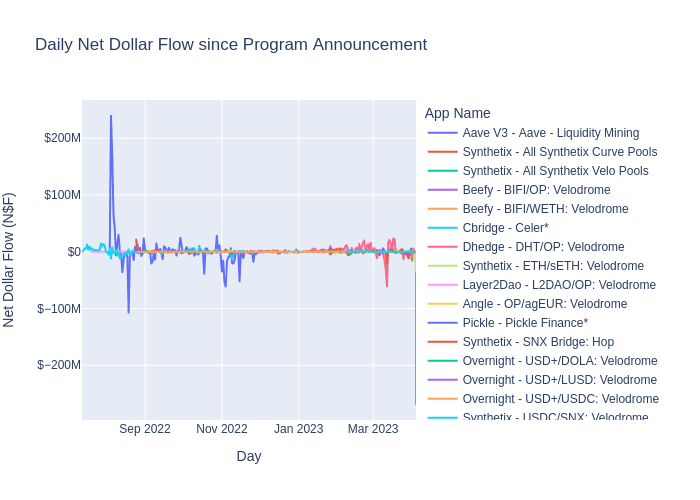 Daily Net Dollar Flow since Program Announcement
App Name
Aave V3 - Aave - Liquidity Mining
Synthetix - All Synthetix Curve Pools
Synthetix - All Synthetix Velo Pools
Beefy - BIFI/OP: Velodrome
Beefy - BIFI/WETH: Velodrome
Cbridge - Celer*
Dhedge - DHT/OP: Velodrome
Synthetix - ETH/sETH: Velodrome
Layer2Dao - L2DAO/OP: Velodrome
Angle - OP/agEUR: Velodrome
Pickle - Pickle Finance*
Synthetix - SNX Bridge: Hop
Overnight - USD+/DOLA: Velodrome
Overnight - USD+/LUSD: Velodrome
Overnight - USD+/USDC: Velodrome
Synthetix - USDC/SNX: Velodrome
$200M
$100M
$0
$−100M
$−200M
Net Dollar Flow (N$F)
Sep 2022
Nov 2022
Jan 2023
Mar 2023
Day